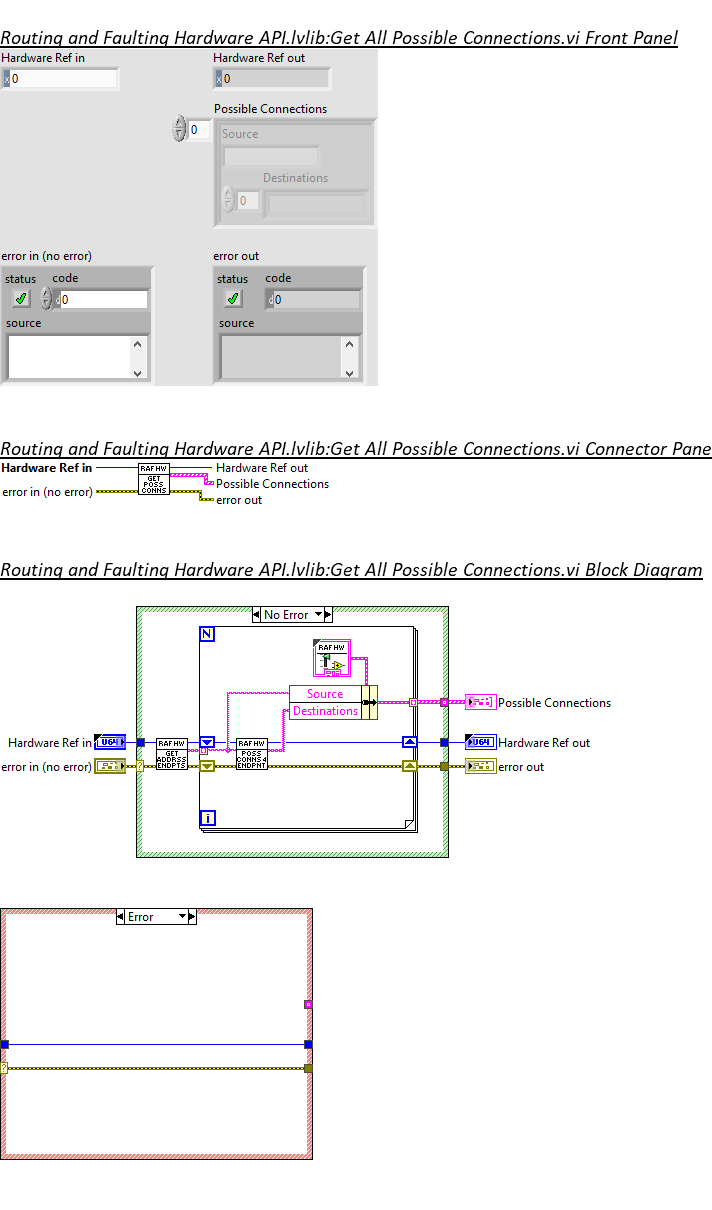 Routing and Faulting Hardware API.lvlib:Get All Possible Connections.vi Front Panel
Hardware Ref in
x 0
Hardware Ref out
x 0
Possible Connections
0
Source
Destinations
0
error in (no error)
status code
d 0
source
error out
status code
d 0
source
Routing and Faulting Hardware API.lvlib:Get All Possible Connections.vi Connector Pane
Hardware Ref in
error in (no error)
RAF HW
GET
POSS
CONNS
Hardware Ref out
Possible Connections
error out
Routing and Faulting Hardware API.lvlib:Get All Possible Connections.vi Block Diagram
No Error
N
RAF HW
Source
Destinations
Possible Connections
Hardware Ref in
U64
RAF HW
GET
ADDRSS
ENDPTS
RAF HW
POSS
CONNS4
ENDPNT
U64
Hardware Ref out
error in (no error)
?
error out
i
Error
?